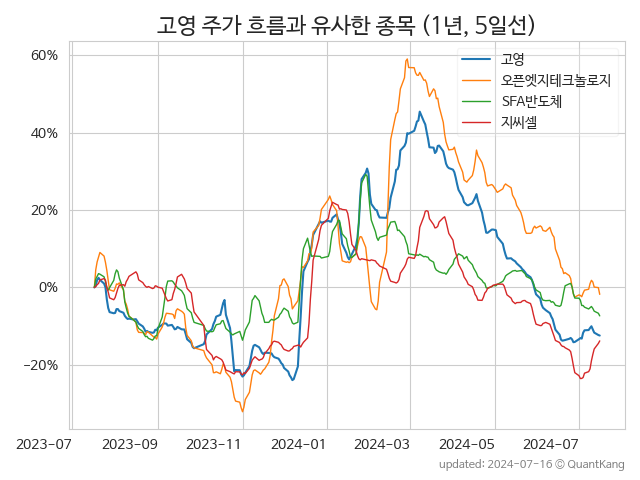 고영 주가 흐름과 유사한 종목 (1년, 5일선)
60%
40%
20%
0%
−20%
고영
오픈엣지테크놀로지
SFA반도체
지씨셀
2023-07 2023-09 2023-11 2024-01 2024-03 2024-05 2024-07
updated: 2024-07-16 © QuantKang